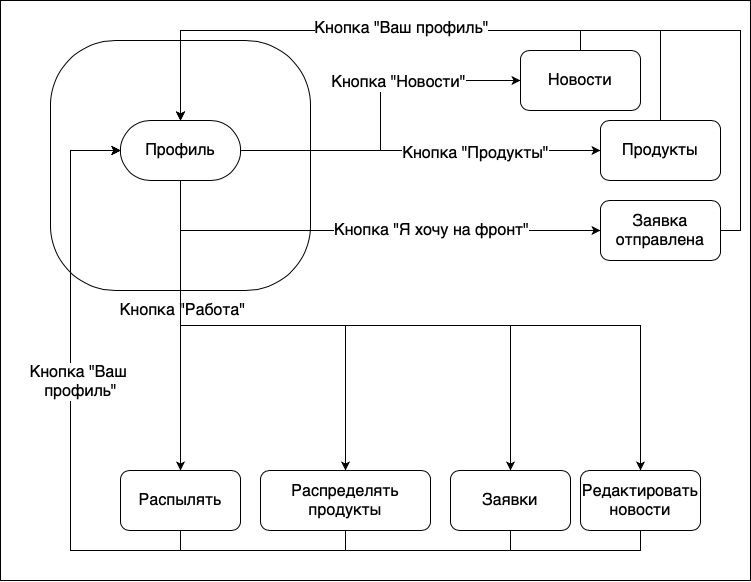 Кнопка "Ваш профиль"
Кнопка "Новости"
Новости
Профиль
Кнопка "Продукты"
Продукты
Кнопка "Я хочу на фронт"
Заявка
отправлена
Кнопка "Работа"
Кнопка "Ваш
профиль"
Распылять
Распределять
продукты
Заявки
Редактировать
новости